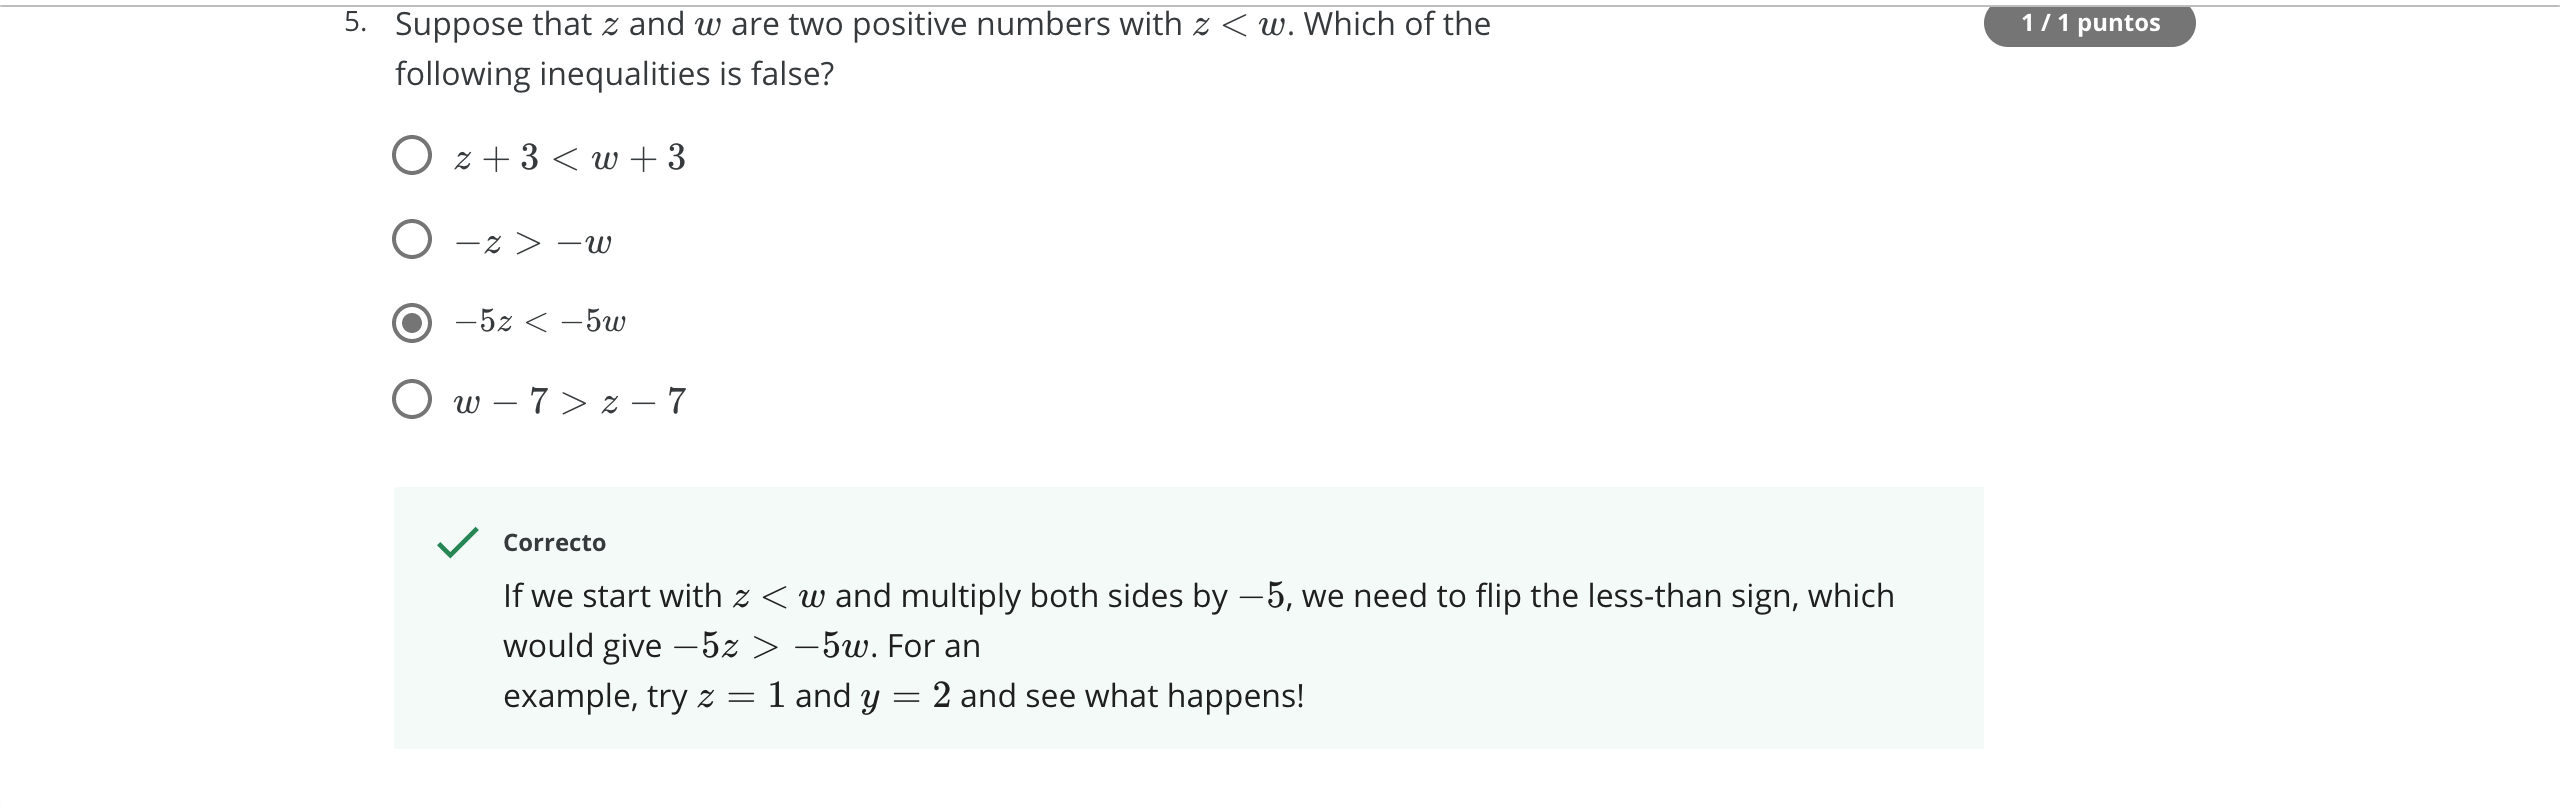 5. Suppose that z and w are two positive numbers with z < w. Which of the
1 / 1 puntos
following inequalities is false?
z + 3 < w + 3
−z > −w
−5z < −5w
w − 7 > z − 7
Correcto
If we start with z < w and multiply both sides by −5, we need to flip the less-than sign, which
would give −5z > −5w. For an
example, try z = 1 and y = 2 and see what happens!